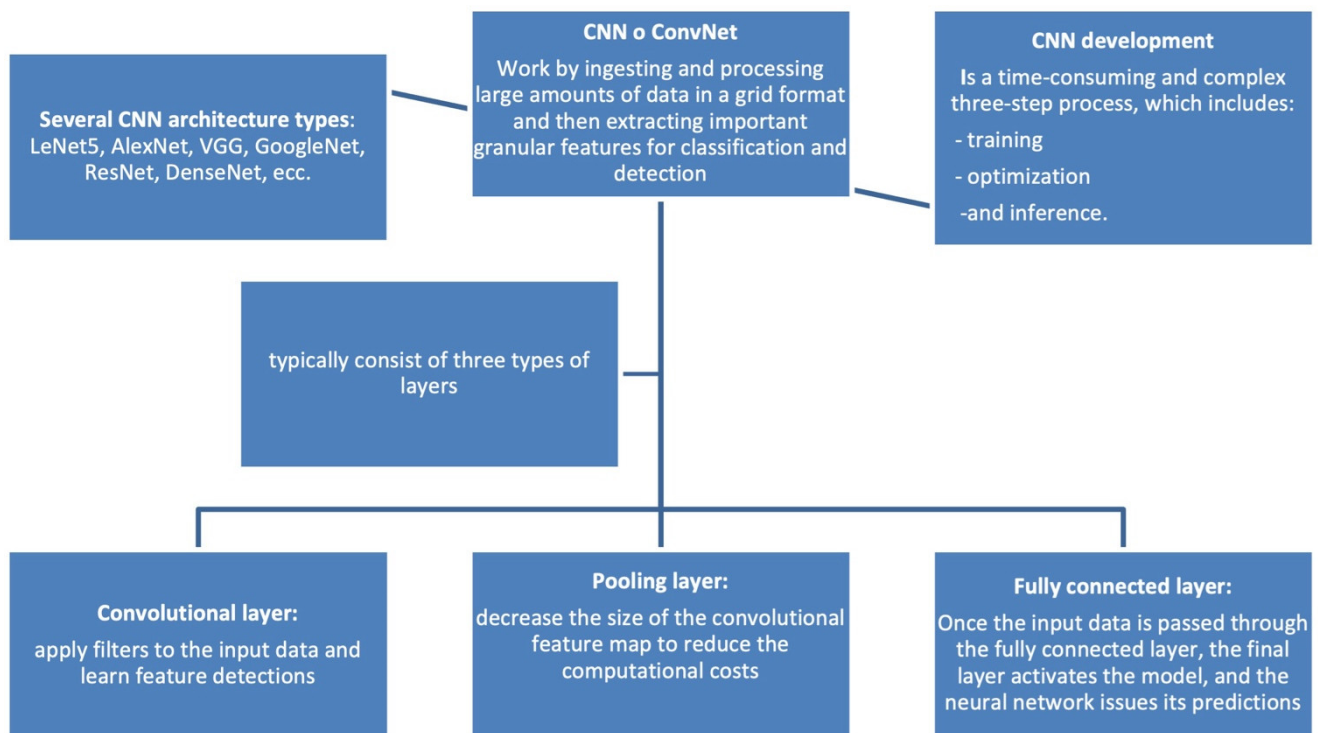 CNN o ConvNet
Work by ingesting and processing
large amounts of data in a grid format
and then extracting important
granular features for classification and
detection
Several CNN architecture types:
LeNet5, AlexNet, VGG, GoogleNet,
ResNet, DenseNet, ecc.
CNN development
Is a time-consuming and complex
three-step process, which includes:
- training
- optimization
-and inference.
typically consist of three types of
layers
Convolutional layer:
apply filters to the input data and
learn feature detections
Pooling layer:
decrease the size of the convolutional
feature map to reduce the
computational costs
Fully connected layer:
Once the input data is passed through
the fully connected layer, the final
layer activates the model, and the
neural network issues its predictions